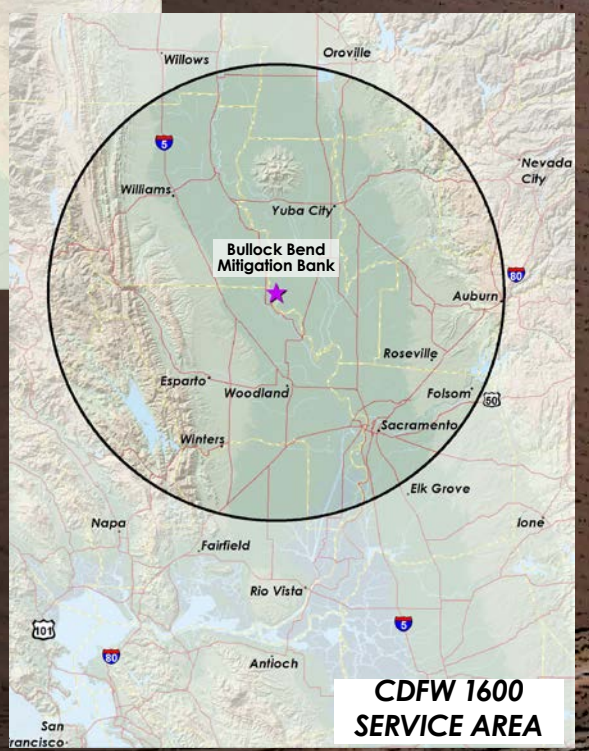 Willows
Oroville
5
Nevada
City
Williams
Yuba City
Bullock Bend
Mitigation Bank
80
Auburn
Roseville
Esparto
Woodland
Folsom
50
Sacramento
Winters
Elk Grove
Napa
Ione
Fairfield
Rio Vista
101
5
80
Antioch
CDFW 1600
SERVICE AREA
San
rancisco